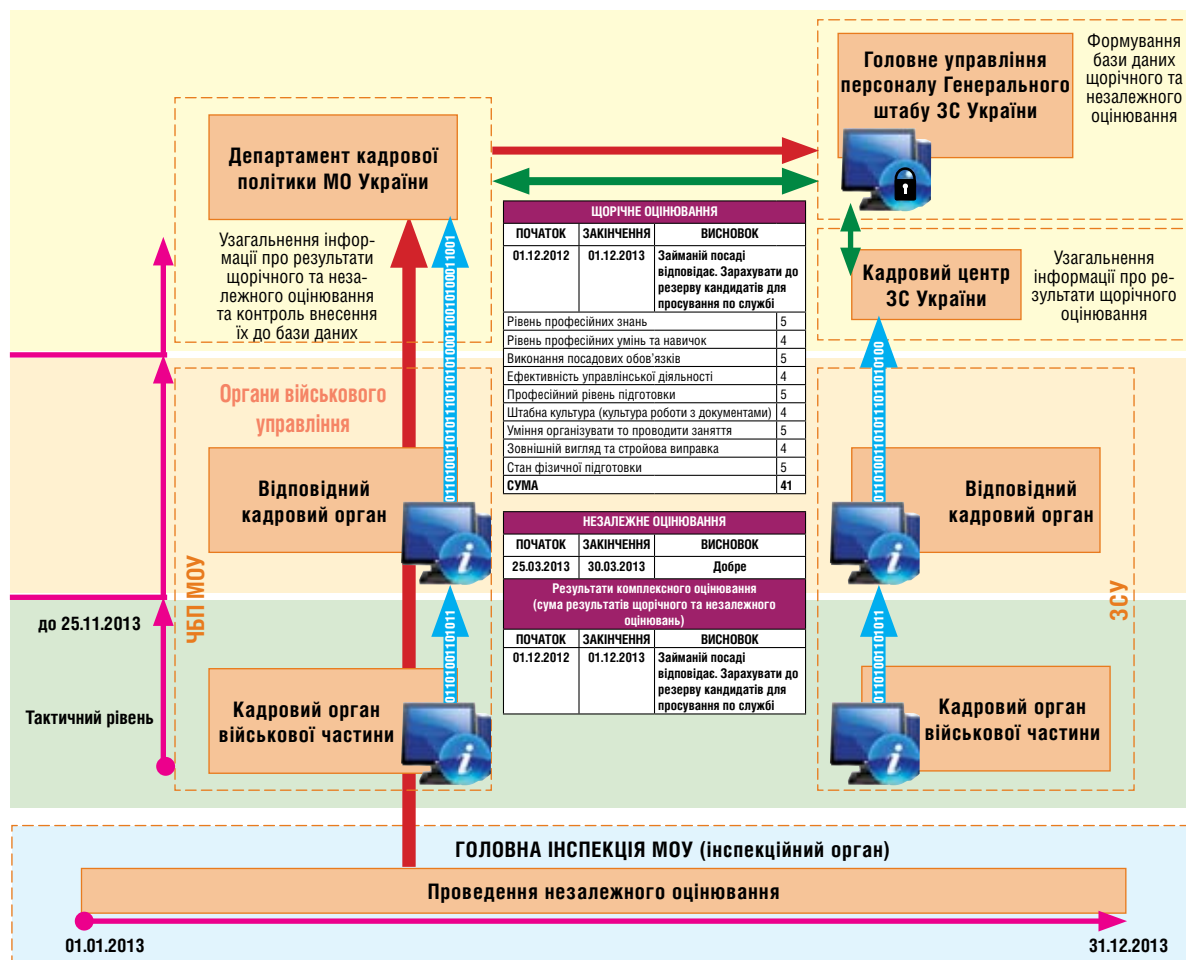 Головне управління
персоналу Генерального
штабу ЗС України
Формування
бази даних
щорічного та
незалежного
оцінювання
Департамент кадрової
політики МО України
Узагальнення інфор-
мації про результати
щорічного та неза-
лежного оцінювання
та контроль внесення
їх до бази даних
Кадровий центр
ЗС України
Узагальнення
інформації про ре-
зультати щорічного
оцінювання
ЩОРІЧНЕ ОЦІНЮВАННЯ
ПОЧАТОК ЗАКІНЧЕННЯ ВИСНОВОК
01.12.2012 01.12.2013 Займаній посаді
відповідає. Зарахувати до
резерву кандидатів для
просування по службі
Рівень професійних знань 5
Рівень професійних умінь та навичок 4
Виконання посадових обов'язків 5
Ефективність управлінської діяльності 4
Професійний рівень підготовки 5
Штабна культура (культура роботи з документами) 4
Уміння організувати то проводити заняття 5
Зовнішній вигляд та стройова виправка 4
Стан фізичної підготовки 5
СУМА 41
НЕЗАЛЕЖНЕ ОЦІНЮВАННЯ
ПОЧАТОК ЗАКІНЧЕННЯ ВИСНОВОК
25.03.2013 30.03.2013 Добре
Результати комплексного оцінювання
(сума результатів щорічного та незалежного
оцінювань)
ПОЧАТОК ЗАКІНЧЕННЯ ВИСНОВОК
01.12.2012 01.12.2013 Займаній посаді
відповідає. Зарахувати до
резерву кандидатів для
просування по службі
Органи військового
управління
Відповідний
кадровий орган
ЧБП МОУ
Відповідний
кадровий орган
ЗСУ
до 25.11.2013
Тактичний рівень
Кадровий орган
військової частини
011010011101011
Кадровий орган
військової частини
011010011101011
ГОЛОВНА ІНСПЕКЦІЯ МОУ (інспекційний орган)
Проведення незалежного оцінювання
01.01.2013
31.12.2013